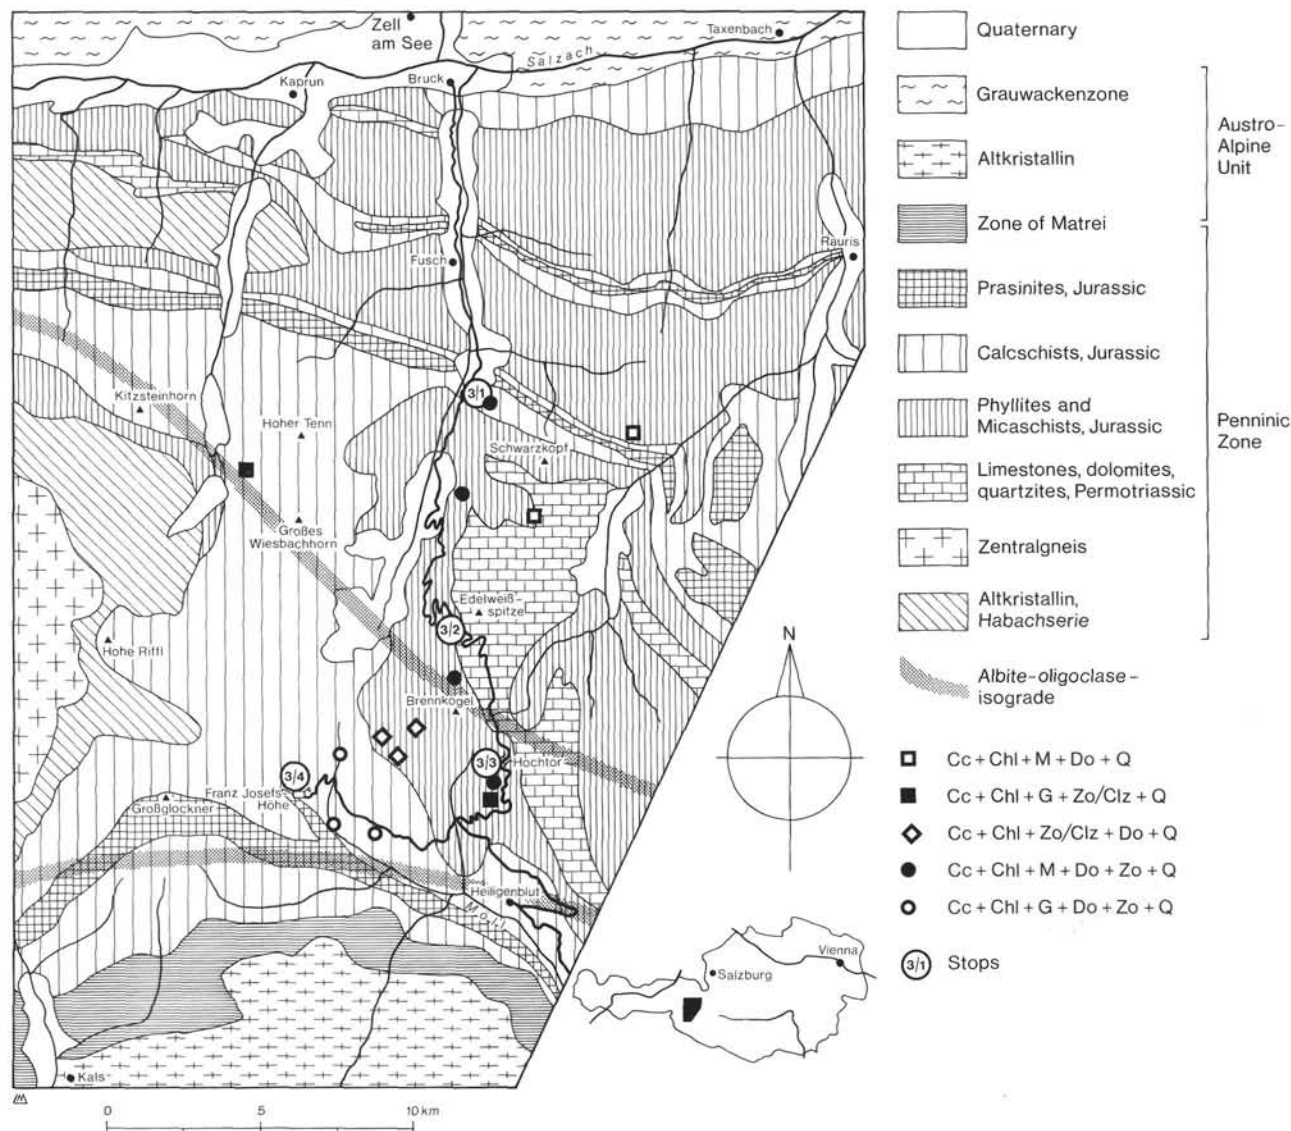 Zell
am See
Taxenbach
Salzach
Kaprun
Bruck
Rauris
Fusch
Kitzsteinhorn
Hoher Tenn
3/1
Schwarzkopf
Großes
Wiesbachhorn
Edelweiß-
spitze
3/2
Hohe Riffl
Brennkogel
3/3
Hochtor
3/4
Franz Josefs-
Höhe
Großglockner
Heiligenblut
Möll
Kals
0 5 10 km
Quaternary
Grauwackenzone
Altkristallin
Austro-
Alpine
Unit
Zone of Matrei
Prasinites, Jurassic
Calcschists, Jurassic
Phyllites and
Micaschists, Jurassic
Limestones, dolomites,
quartzites, Permotriassic
Zentralgneis
Altkristallin,
Habachserie
Penninic
Zone
Albite-oligoclase-
isograde
Cc + Chl + M + Do + Q
Cc + Chl + G + Zo/Clz + Q
Cc + Chl + Zo/Clz + Do + Q
Cc + Chl + M + Do + Zo + Q
Cc + Chl + G + Do + Zo + Q
3/1 Stops
N
Vienna
Salzburg